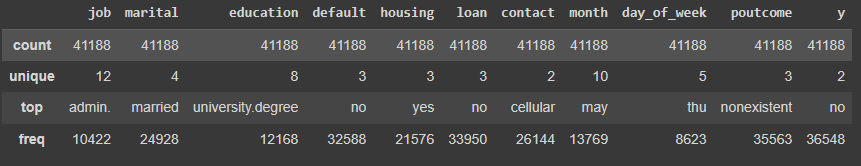 job marital education default housing loan contact month day_of_week poutcome y
count 41188 41188 41188 41188 41188 41188 41188 41188 41188 41188 41188
unique 12 4 8 3 3 3 2 10 5 3 2
top admin. married university.degree no yes no cellular may thu nonexistent no
freq 10422 24928 12168 32588 21576 33950 26144 13769 8623 35563 36548